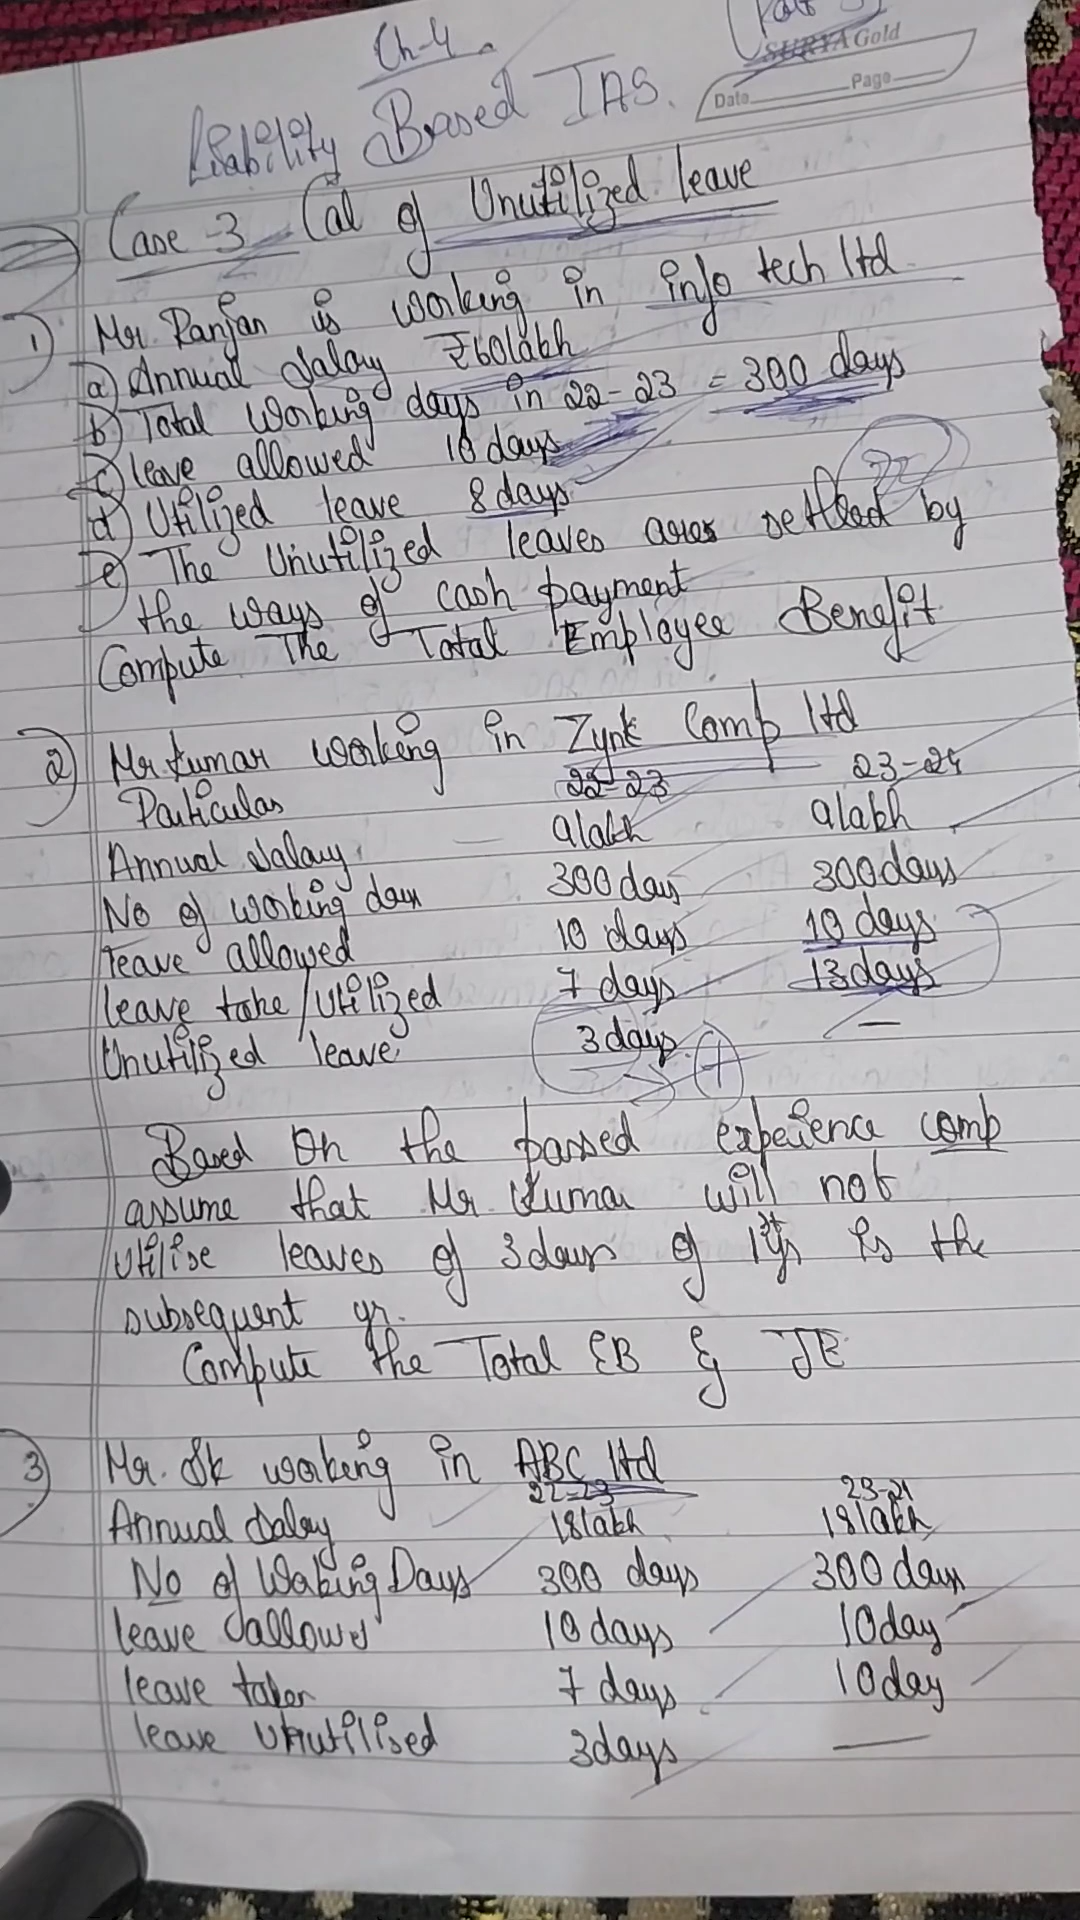 Ch-4
SURYA Gold
Date Page
Liability Based IAS.
Case -3 Cal of Unutilized leave
1) Mr. Ranjan is working in info tech ltd
a) Annual Salary ₹60lakh
b) Total working days in 22-23 = 300 days
c) leave allowed 10 days
d) Utilized leave 8 days
e) The Unutilized leaves ares settled by
the ways of cash payment
Compute The Total Employee Benefit
2) Mr kumar working in Zynk Comp ltd
Particulas 22-23 23-24
Annual Salary 9lakh 9lakh
No of working days 300 day 300 days
leave allowed 10 days 10 days
leave take/Utilized 7 days 13 days
Unutilized leave 3 days —
Based On the passed expeience comp
assume that Mr. Kumar will not
utilise leaves of 3 days of 1st yr is the
subsequent yr.
Compute the Total EB & JE
3) Mr. Sk working in ABC ltd
22-23 23-21
Annual Salary 18lakh 18lakh
No of Woking Days 300 days 300 days
leave allowed 10 days 10 day
leave taken 7 days 10 day
leave Unutilised 3 days —